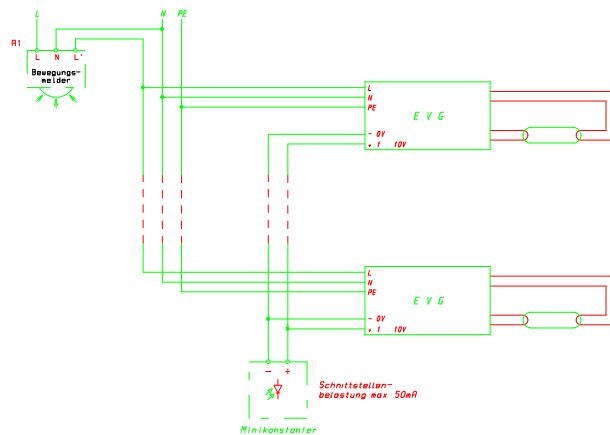 L
N
PE
A1
L N L'
Bewegungs-
melder
L
N
PE
- 0V
+ 1 10V
E V G
L
N
PE
- 0V
+ 1 10V
E V G
- +
Schnittstellen-
belastung max 50mA
Minikonstanter